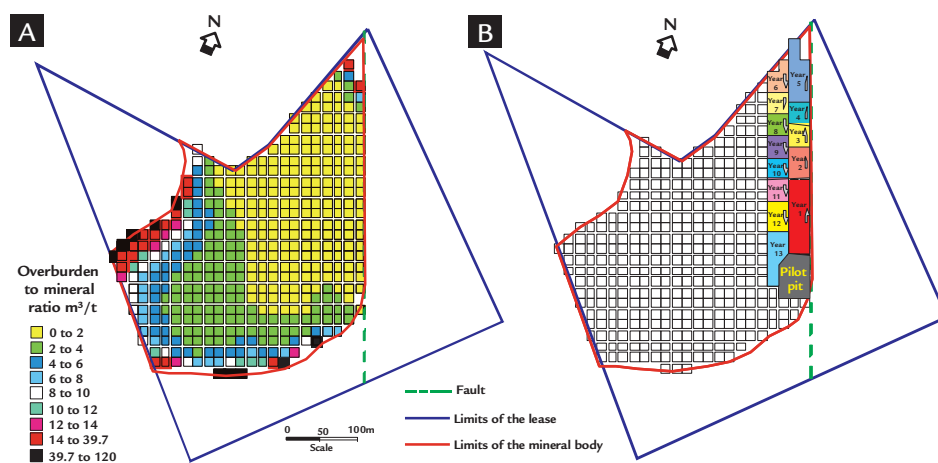 A
N
Overburden
to mineral
ratio m³/t
0 to 2
2 to 4
4 to 6
6 to 8
8 to 10
10 to 12
12 to 14
14 to 39.7
39.7 to 120
0 50 100m
Scale
Fault
Limits of the lease
Limits of the mineral body
B
N
Year
6
Year
5
Year
7
Year
4
Year
8
Year
3
Year
9
Year
2
Year
10
Year
11
Year
1
Year
12
Year
13
Pilot
pit